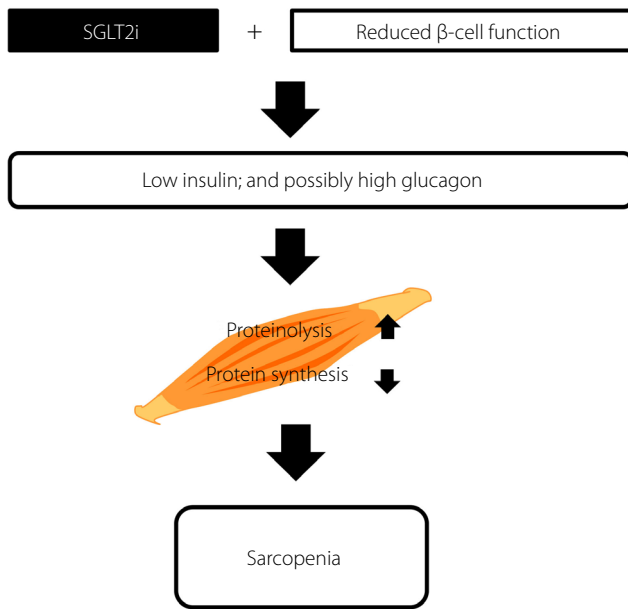 SGLT2i + Reduced β-cell function
Low insulin; and possibly high glucagon
Proteinolysis
Protein synthesis
Sarcopenia